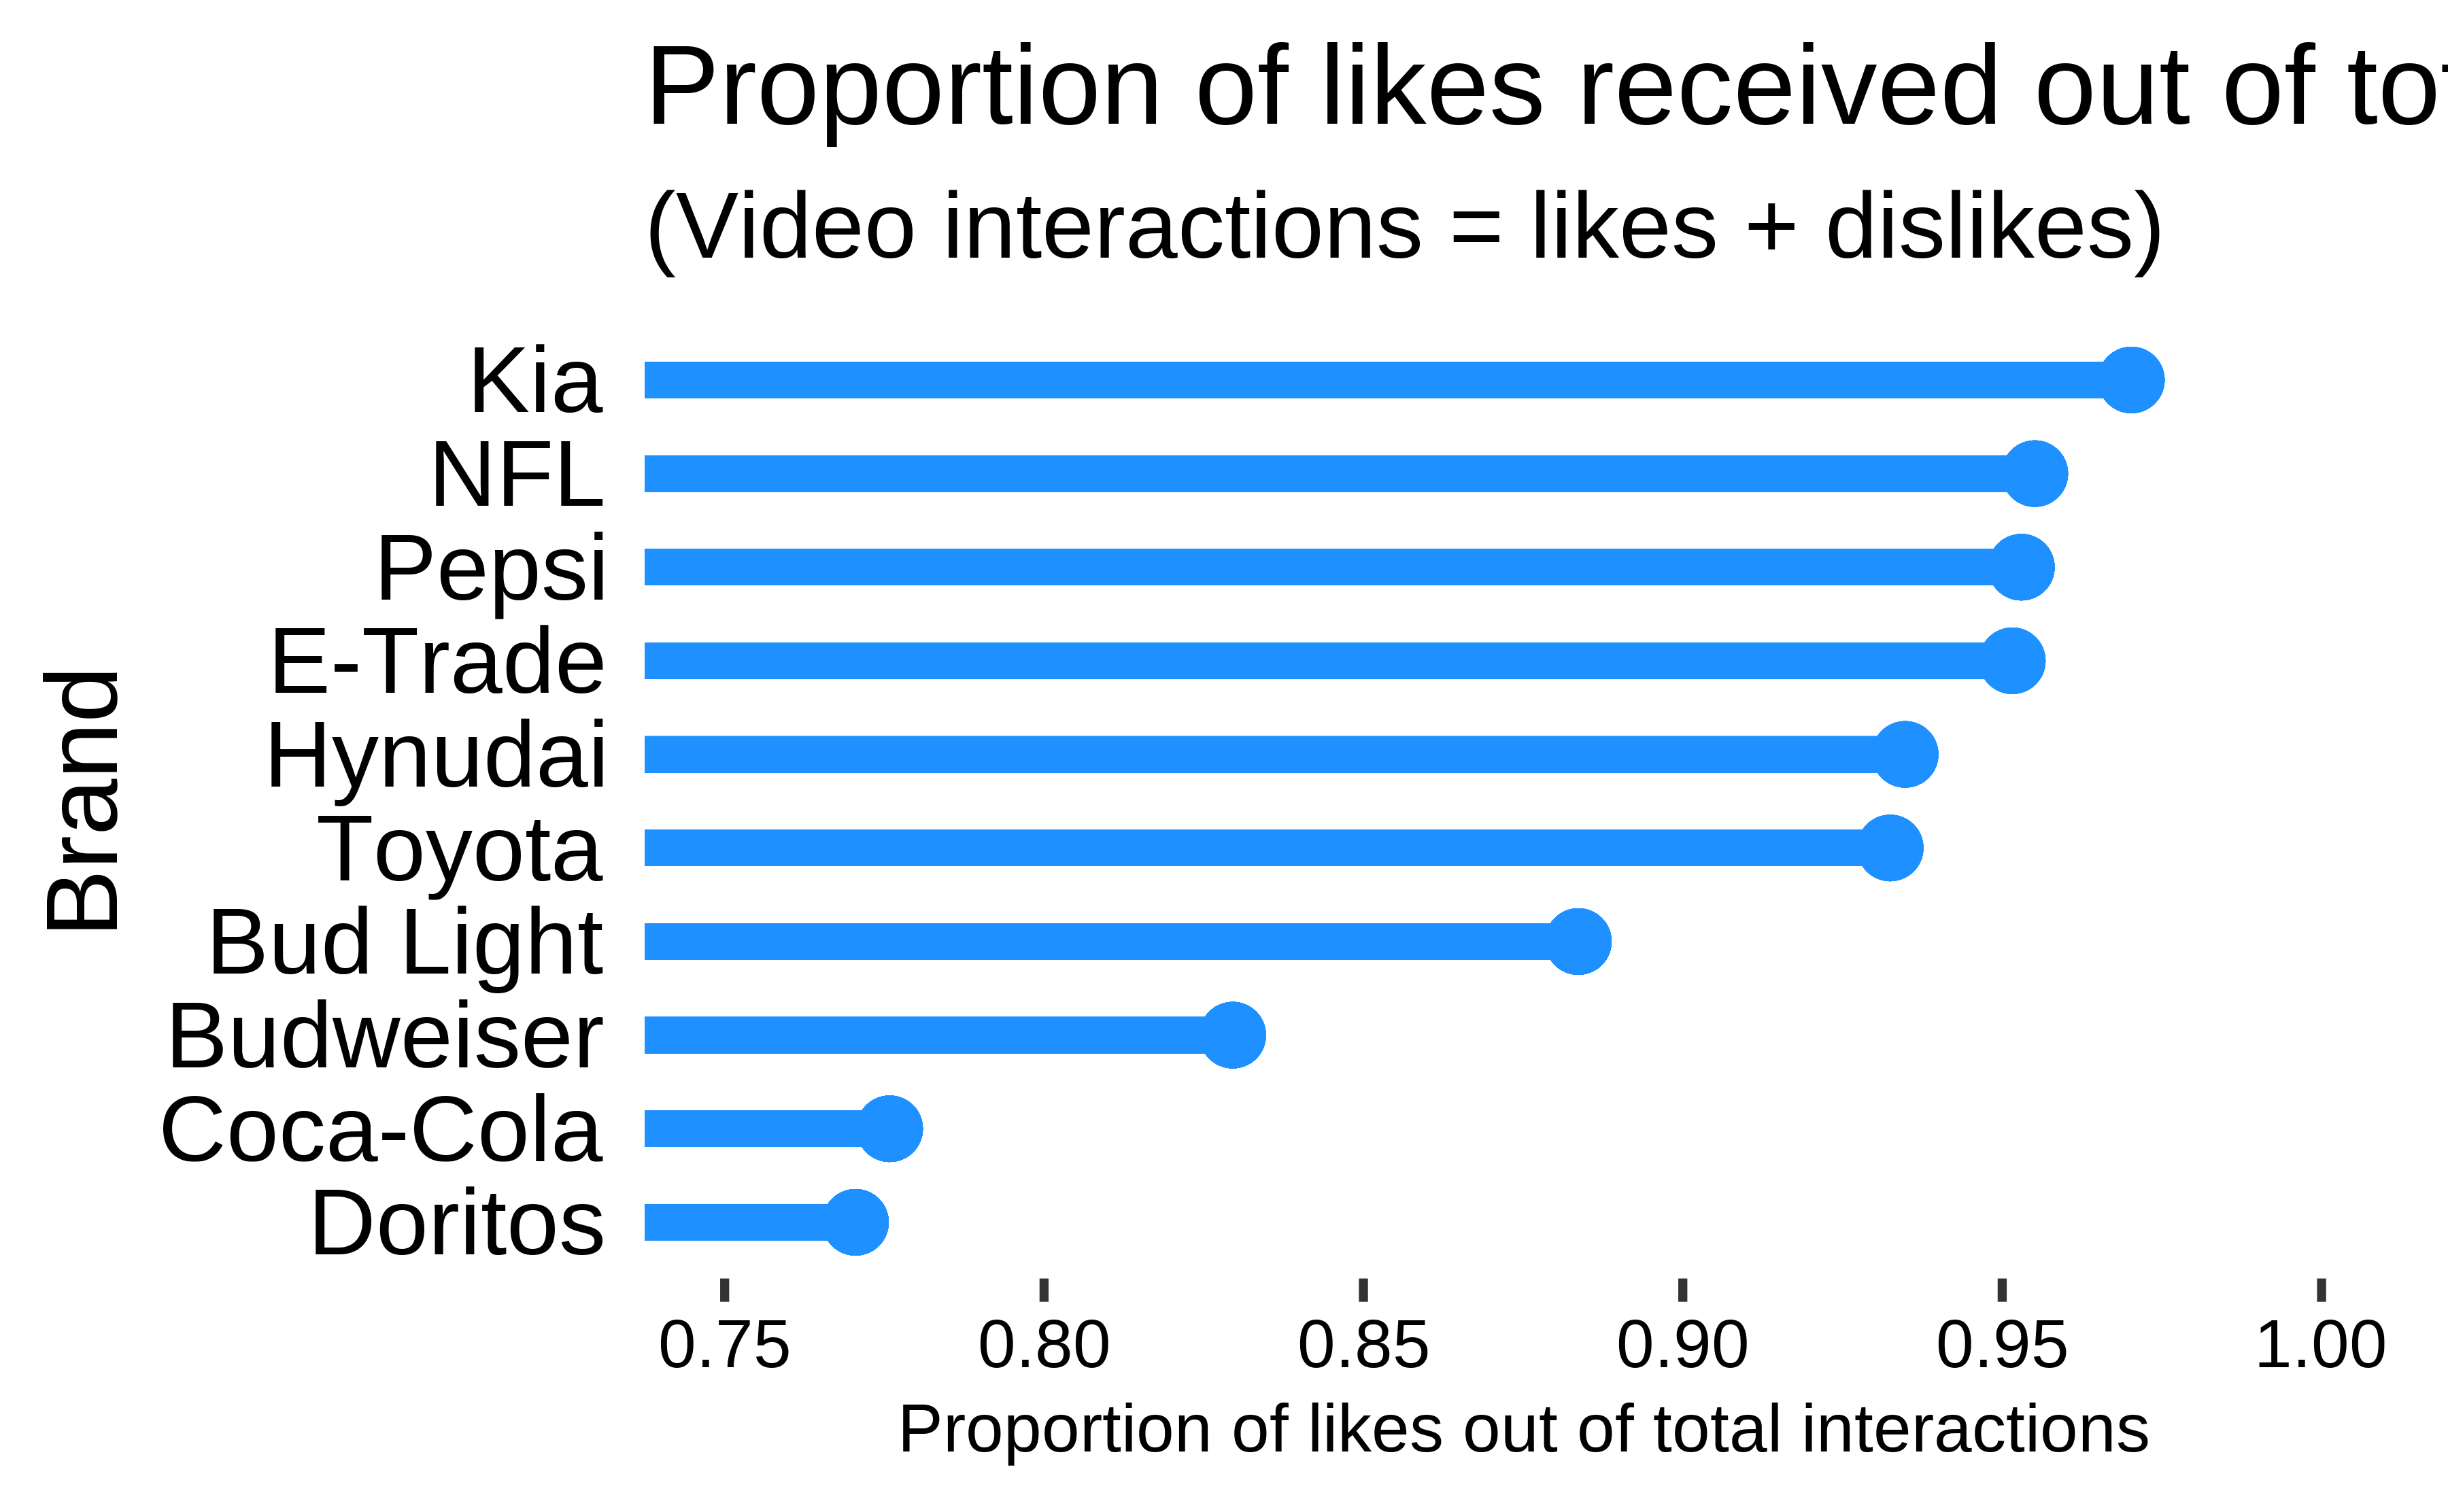 Proportion of likes received out of tot
(Video interactions = likes + dislikes)
Brand
Kia
NFL
Pepsi
E-Trade
Hynudai
Toyota
Bud Light
Budweiser
Coca-Cola
Doritos
0.75 0.80 0.85 0.90 0.95 1.00
Proportion of likes out of total interactions